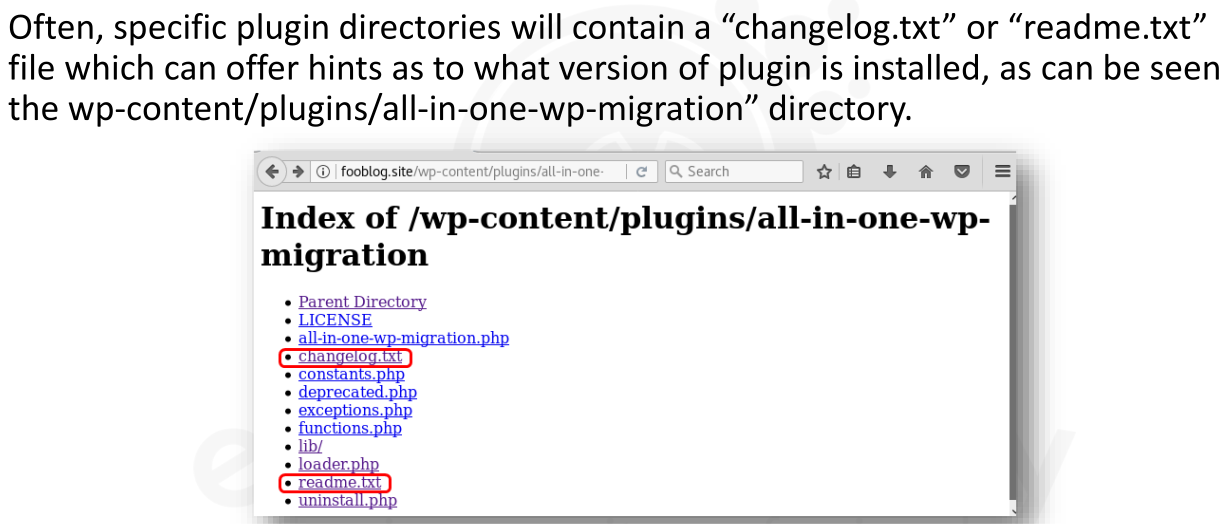 Often, specific plugin directories will contain a “changelog.txt” or “readme.txt”
file which can offer hints as to what version of plugin is installed, as can be seen
the wp-content/plugins/all-in-one-wp-migration” directory.
fooblog.site/wp-content/plugins/all-in-one- Search
Index of /wp-content/plugins/all-in-one-wp-
migration
Parent Directory
LICENSE
all-in-one-wp-migration.php
changelog.txt
constants.php
deprecated.php
exceptions.php
functions.php
lib/
loader.php
readme.txt
uninstall.php